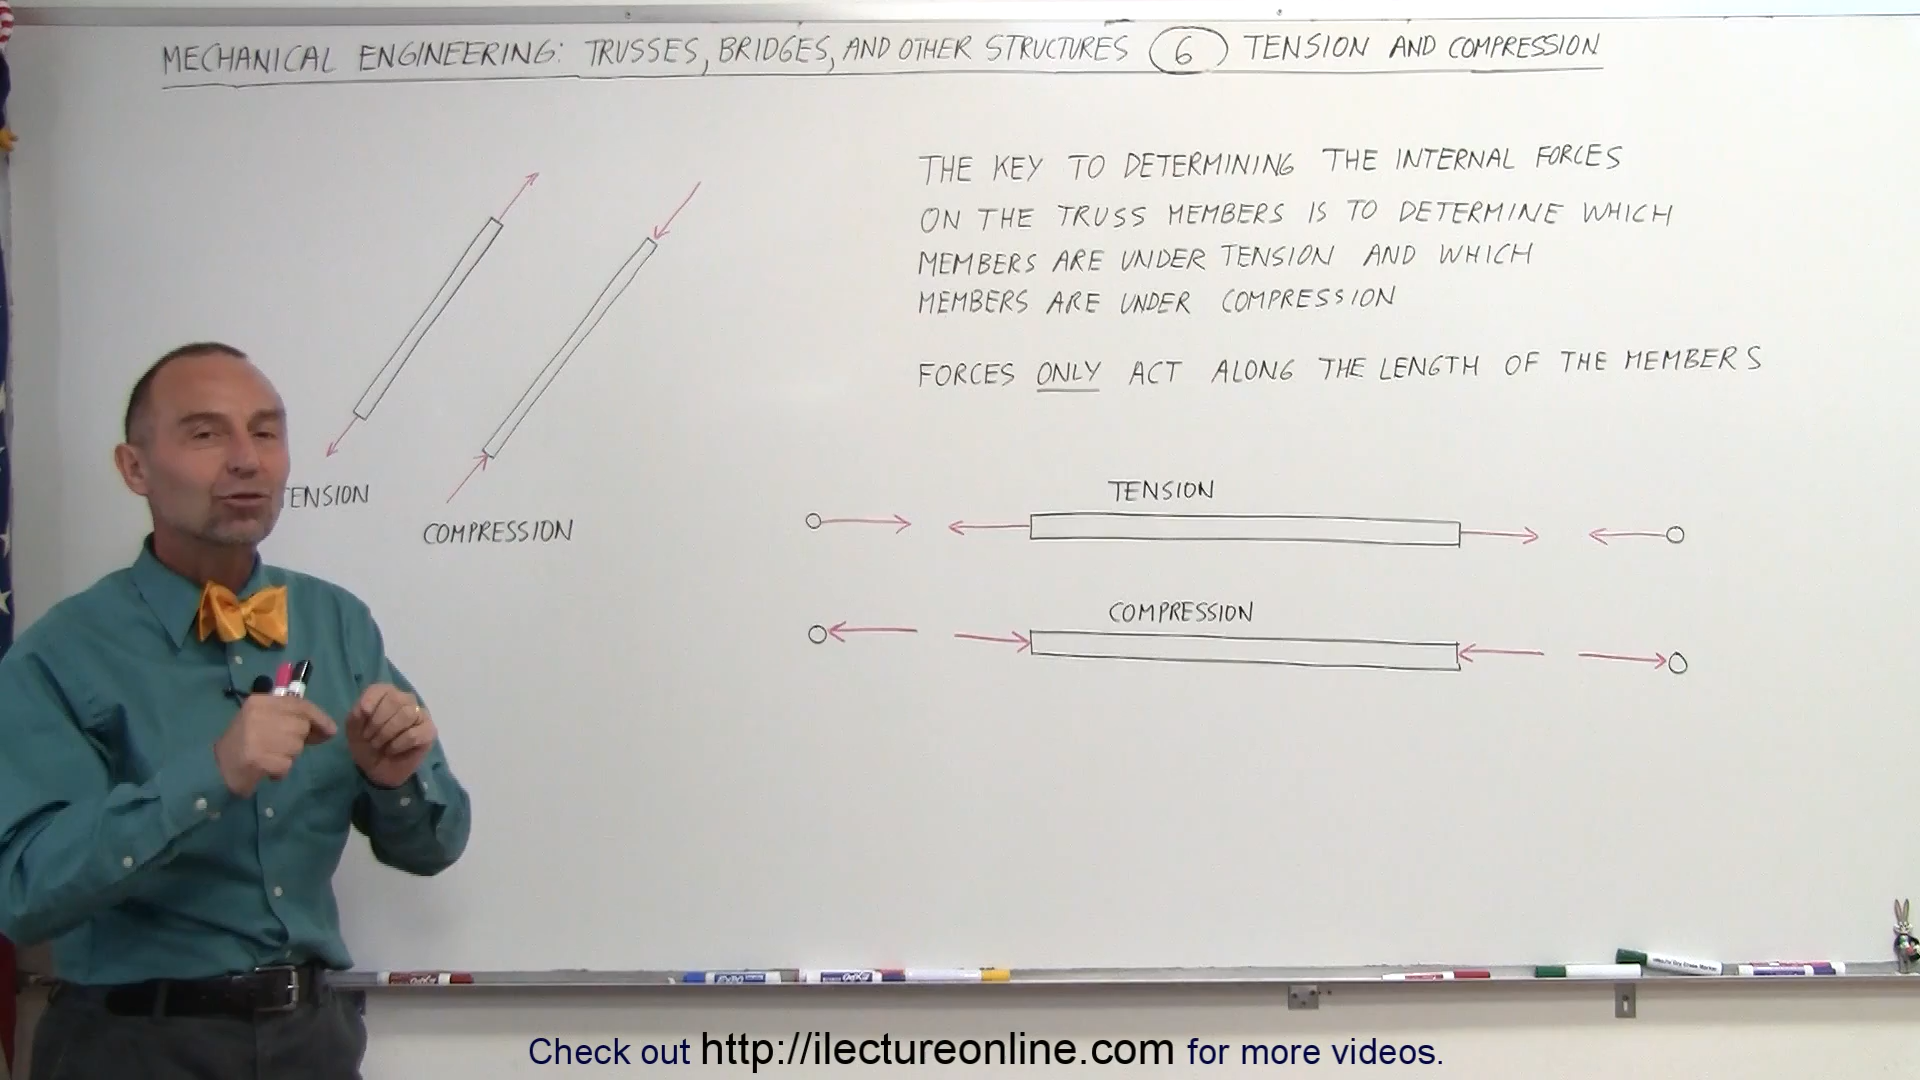 MECHANICAL ENGINEERING: TRUSSES, BRIDGES, AND OTHER STRUCTURES 6 TENSION AND COMPRESSION
THE KEY TO DETERMINING THE INTERNAL FORCES
ON THE TRUSS MEMBERS IS TO DETERMINE WHICH
MEMBERS ARE UNDER TENSION AND WHICH
MEMBERS ARE UNDER COMPRESSION
FORCES ONLY ACT ALONG THE LENGTH OF THE MEMBERS
TENSION
COMPRESSION
TENSION
COMPRESSION
Check out http://ilectureonline.com for more videos.